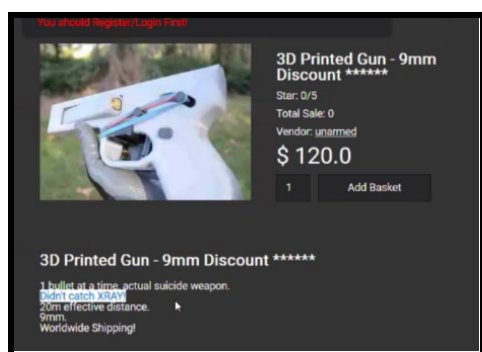 You should Register/Login First!
3D Printed Gun - 9mm
Discount ******
Star: 0/5
Total Sale: 0
Vendor: unarmed
$ 120.0
1
Add Basket
3D Printed Gun - 9mm Discount ******
1 bullet at a time, actual suicide weapon.
Didn't catch XRAY!
20m effective distance.
9mm.
Worldwide Shipping!